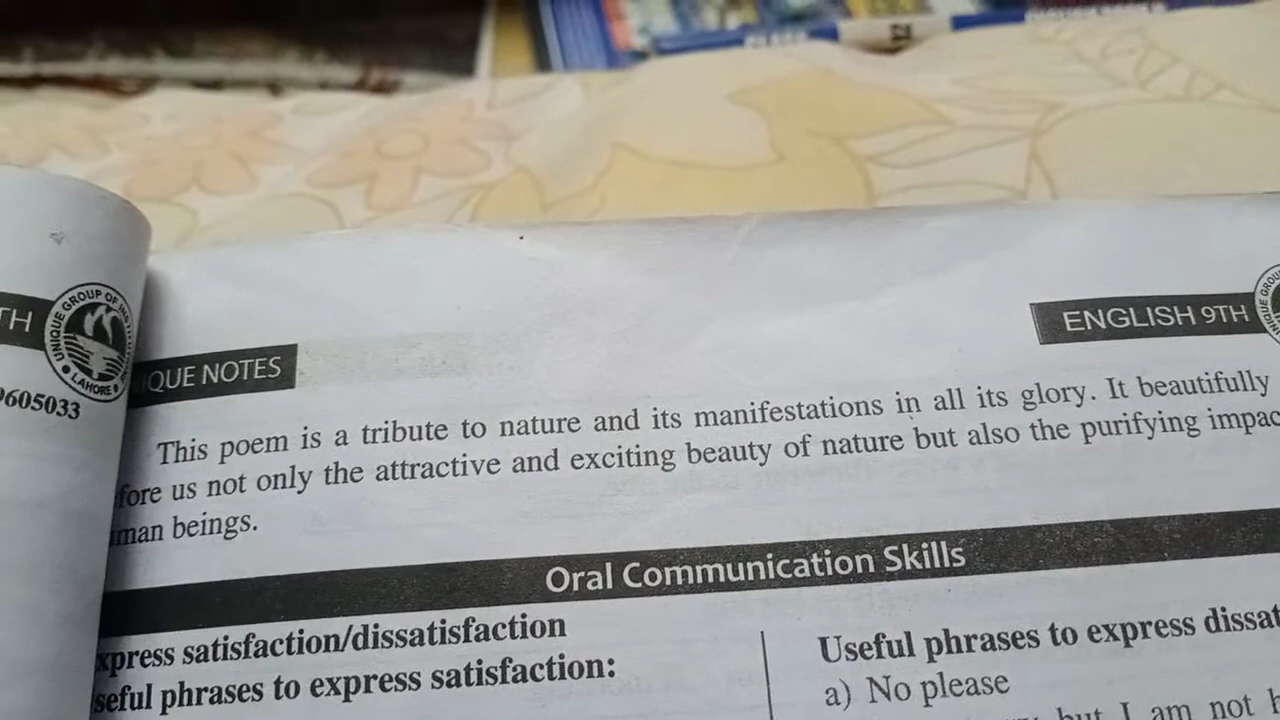 CLASS 12
TH
UNIQUE GROUP OF
LAHORE
605033
QUE NOTES
ENGLISH 9TH
This poem is a tribute to nature and its manifestations in all its glory. It beautifully
fore us not only the attractive and exciting beauty of nature but also the purifying impac
man beings.
Oral Communication Skills
xpress satisfaction/dissatisfaction
seful phrases to express satisfaction:
Useful phrases to express dissat
a) No please
but I am not